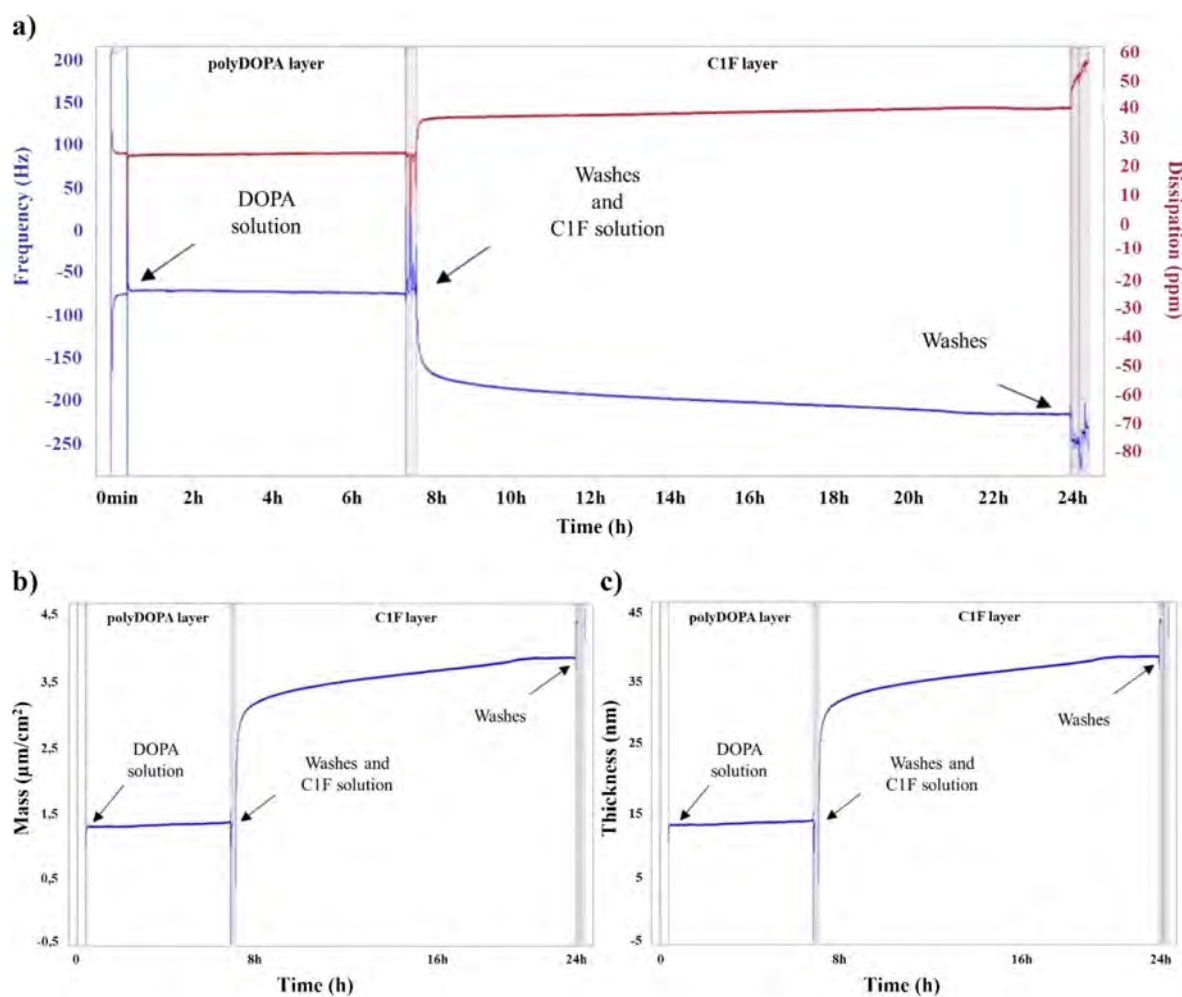 a)
polyDOPA layer
C1F layer
Frequency (Hz)
200
150
100
50
0
-50
-100
-150
-200
-250
DOPA
solution
Washes
and
C1F solution
Washes
60
50
40
30
20
10
0
-10
-20
-30
-40
-50
-60
-70
-80
Dissipation (ppm)
0min 2h 4h 6h 8h 10h 12h 14h 16h 18h 20h 22h 24h
Time (h)
b)
polyDOPA layer
C1F layer
Mass (µm/cm²)
4,5
3,5
2,5
1,5
0,5
-0,5
DOPA
solution
Washes and
C1F solution
Washes
0 8h 16h 24h
Time (h)
c)
polyDOPA layer
C1F layer
Thickness (nm)
45
35
25
15
5
-5
DOPA
solution
Washes and
C1F solution
Washes
0 8h 16h 24h
Time (h)